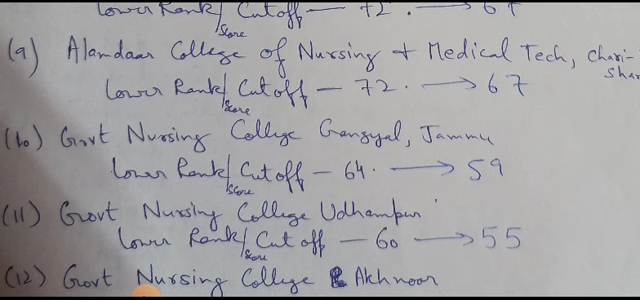 Lower Rank/Score Cutoff — 72. → 67
(9) Alamdaar College of Nursing + Medical Tech, Chari-Shar
Lower Rank/Score Cutoff — 72. → 67
(10) Govt Nursing College Gangyal, Jammu
Lower Rank/Score Cutoff — 64. → 59
(11) Govt Nursing College Udhampur
Lower Rank/Score Cut off — 60 → 55
(12) Govt Nursing College & Akhnoor